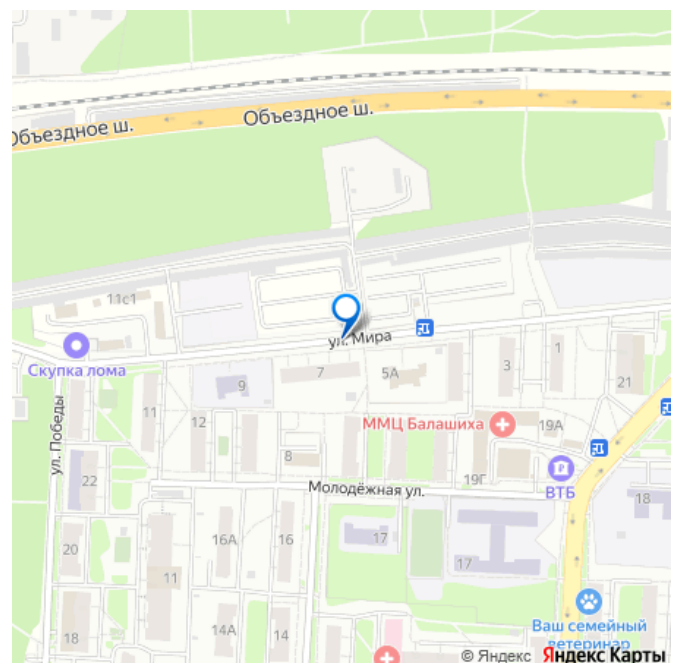 Объездное ш.
Объездное ш.
11с1
ул. Мира
Скупка лома
9
7
5А
3
1
21
ул. Победы
11
12
ММЦ Балашиха
19А
8
22
19Г
ВТБ
Молодёжная ул.
18
20
16А
16
17
17
11
18
14А
14
Ваш семейный
ветеринар
© Яндекс Яндекс Карты